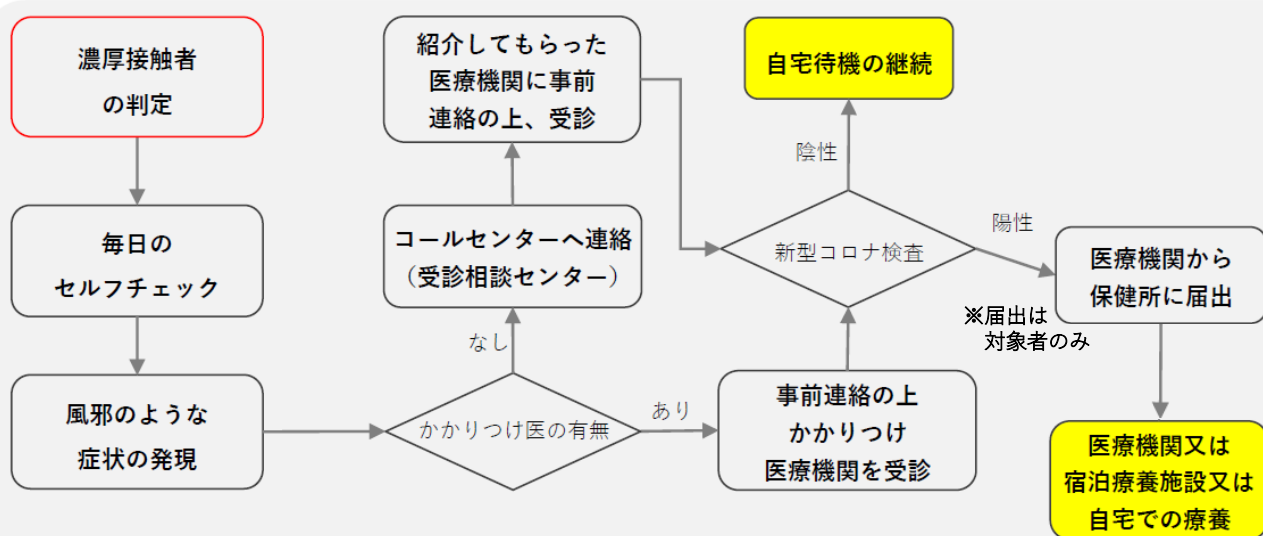 濃厚接触者
の判定
毎日の
セルフチェック
風邪のような
症状の発現
かかりつけ医の有無
なし
コールセンターへ連絡
（受診相談センター）
紹介してもらった
医療機関に事前
連絡の上、受診
あり
事前連絡の上
かかりつけ
医療機関を受診
新型コロナ検査
陰性
自宅待機の継続
陽性
医療機関から
保健所に届出
※届出は
対象者のみ
医療機関又は
宿泊療養施設又は
自宅での療養